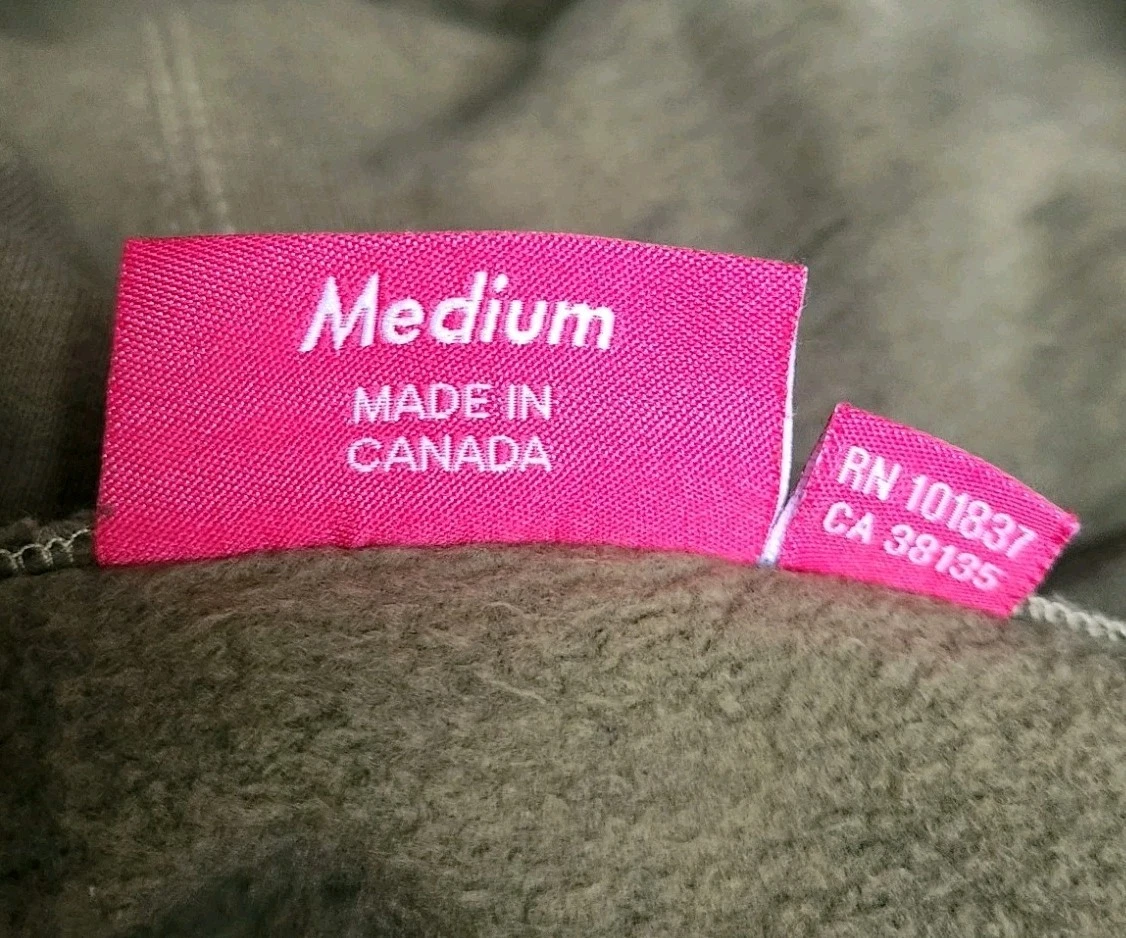 Medium
MADE IN
CANADA
RN 101837
CA 38135